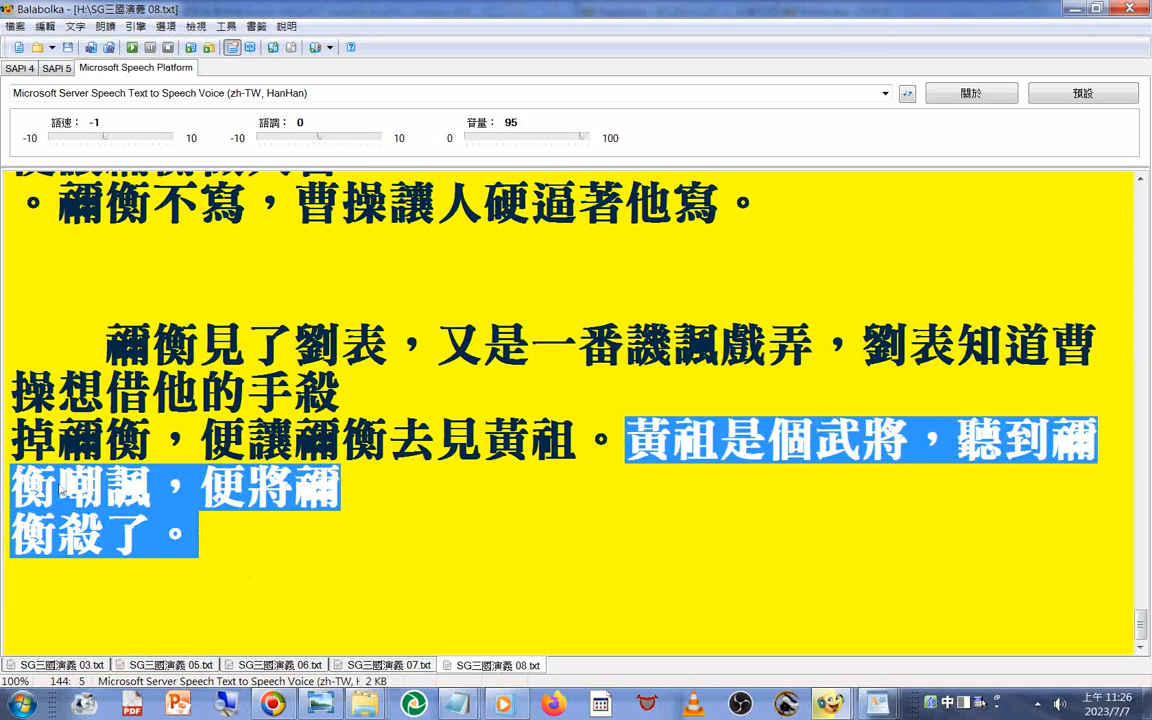 Balabolka - [H:\SG三國演義 08.txt]
檔案 編輯 文字 朗讀 引擎 選項 檢視 工具 書籤 說明
SAPI 4 SAPI 5 Microsoft Speech Platform
Microsoft Server Speech Text to Speech Voice (zh-TW, HanHan) 關於 預設
語速: -1 語調: 0 音量: 95
-10 10 -10 10 0 100
。禰衡不寫，曹操讓人硬逼著他寫。
禰衡見了劉表，又是一番譏諷戲弄，劉表知道曹
操想借他的手殺
掉禰衡，便讓禰衡去見黃祖。黃祖是個武將，聽到禰
衡嘲諷，便將禰
衡殺了。
SG三國演義 03.txt SG三國演義 05.txt SG三國演義 06.txt SG三國演義 07.txt SG三國演義 08.txt
100% 144: 5 Microsoft Server Speech Text to Speech Voice (zh-TW, H 2 KB
中 上午 11:26
2023/7/7